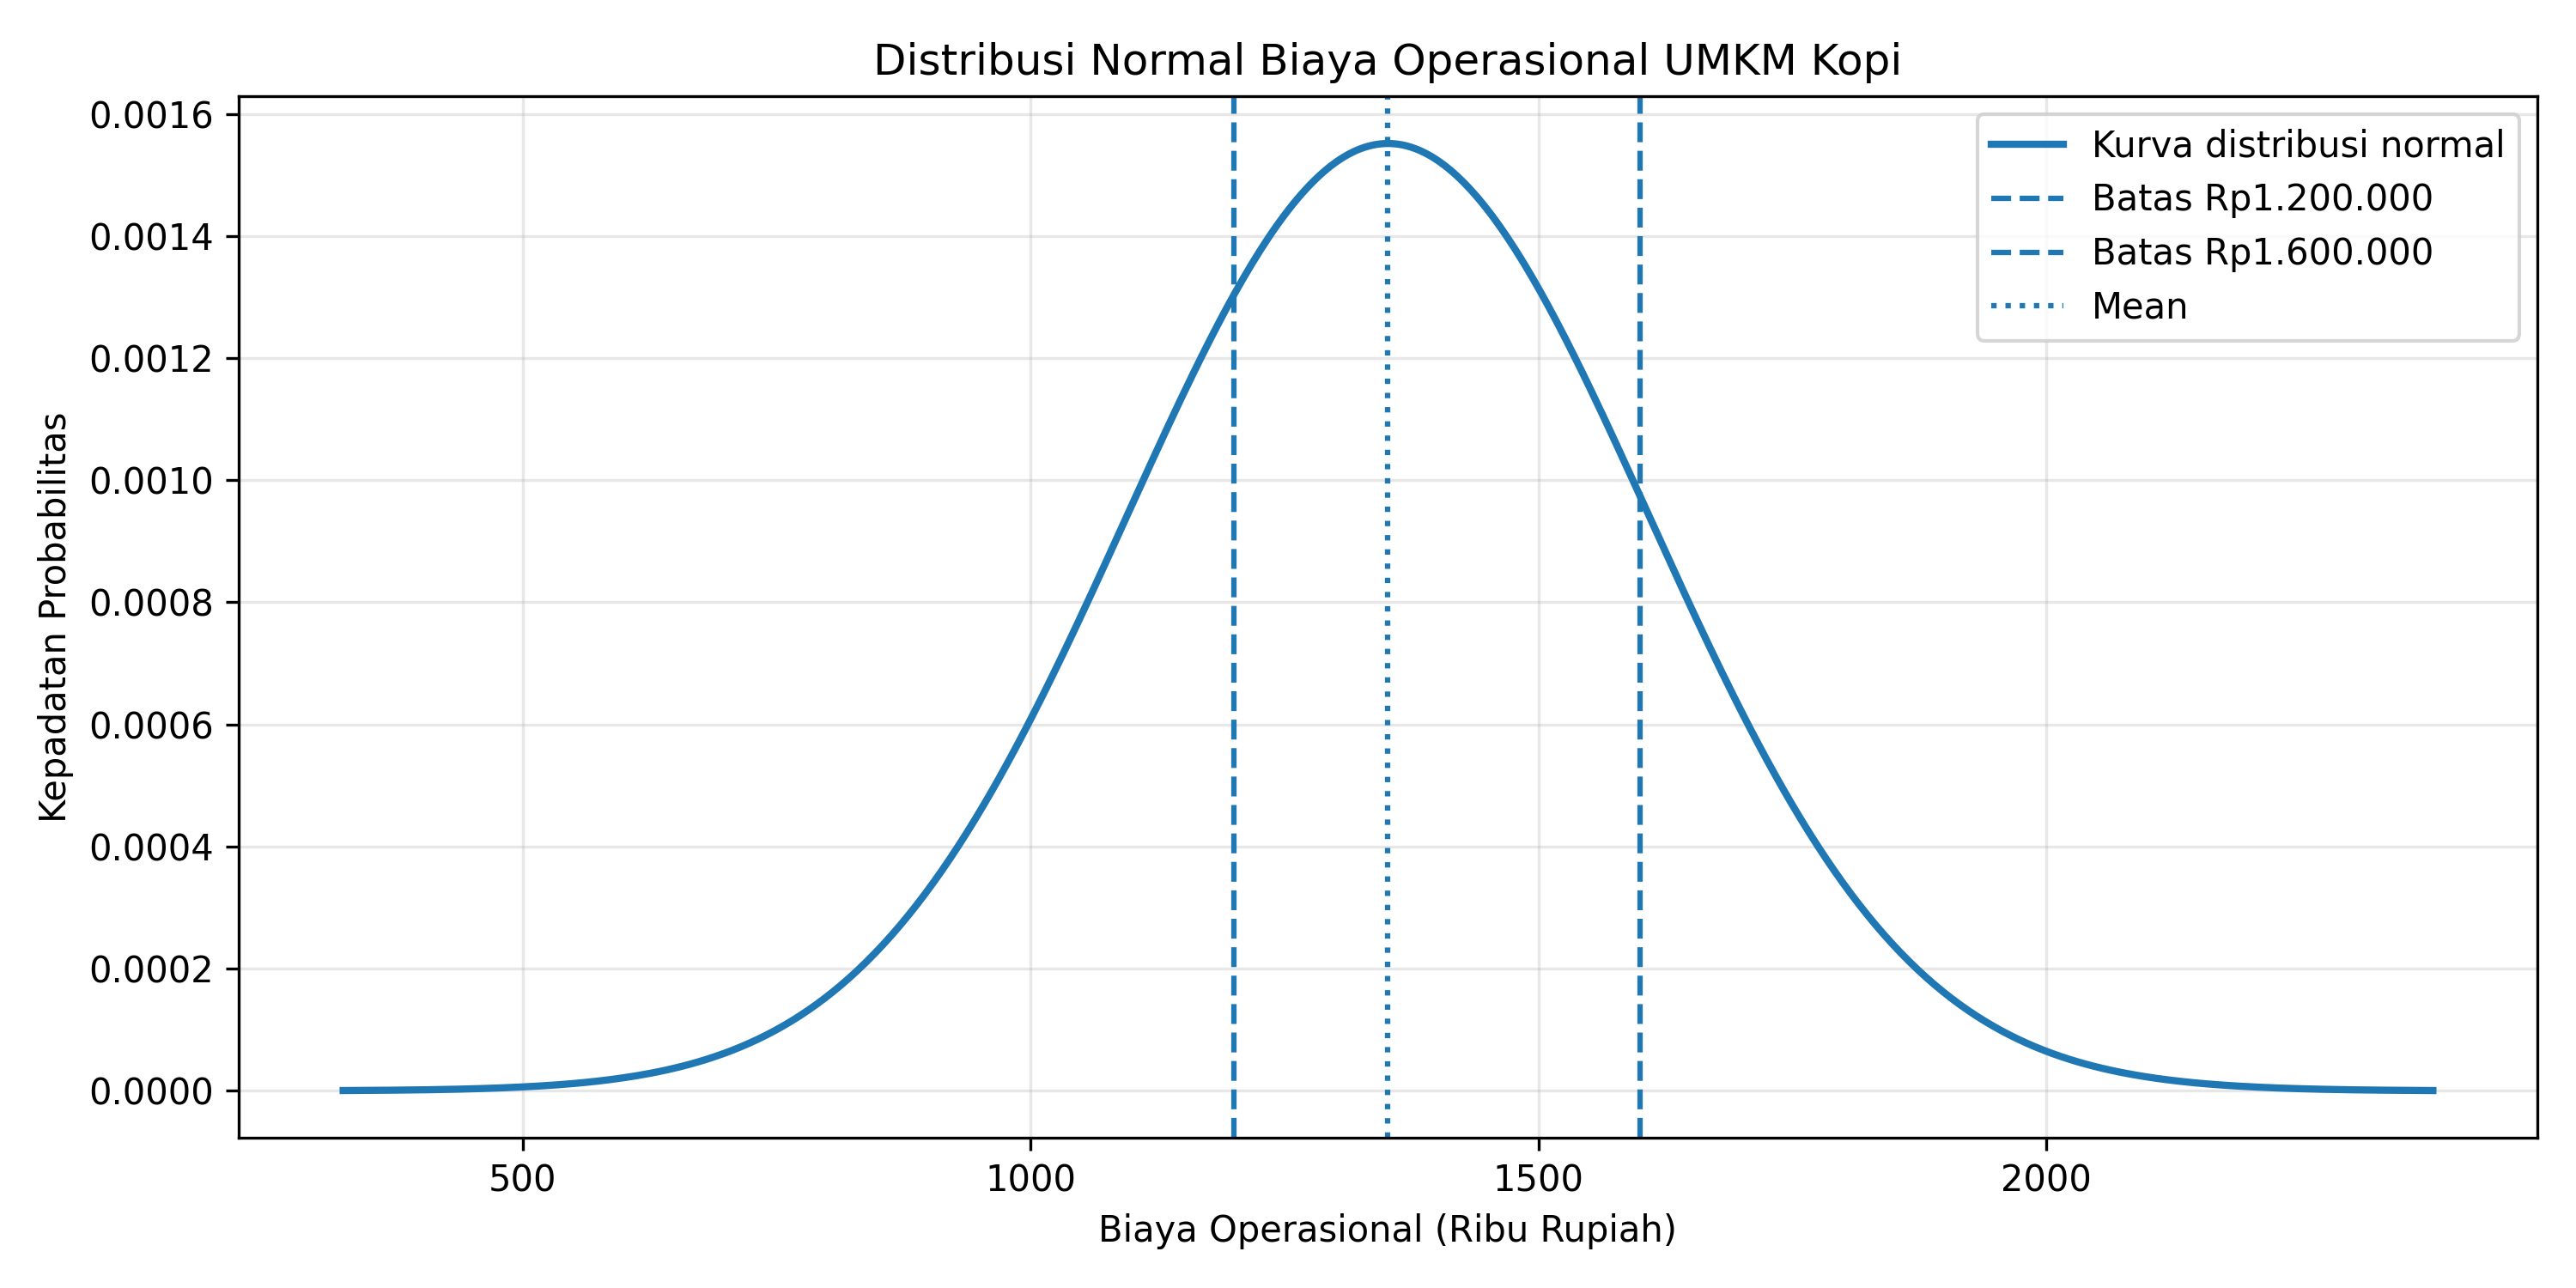 Distribusi Normal Biaya Operasional UMKM Kopi
Kurva distribusi normal
Batas Rp1.200.000
Batas Rp1.600.000
Mean
Kepadatan Probabilitas
0.0016
0.0014
0.0012
0.0010
0.0008
0.0006
0.0004
0.0002
0.0000
500 1000 1500 2000
Biaya Operasional (Ribu Rupiah)